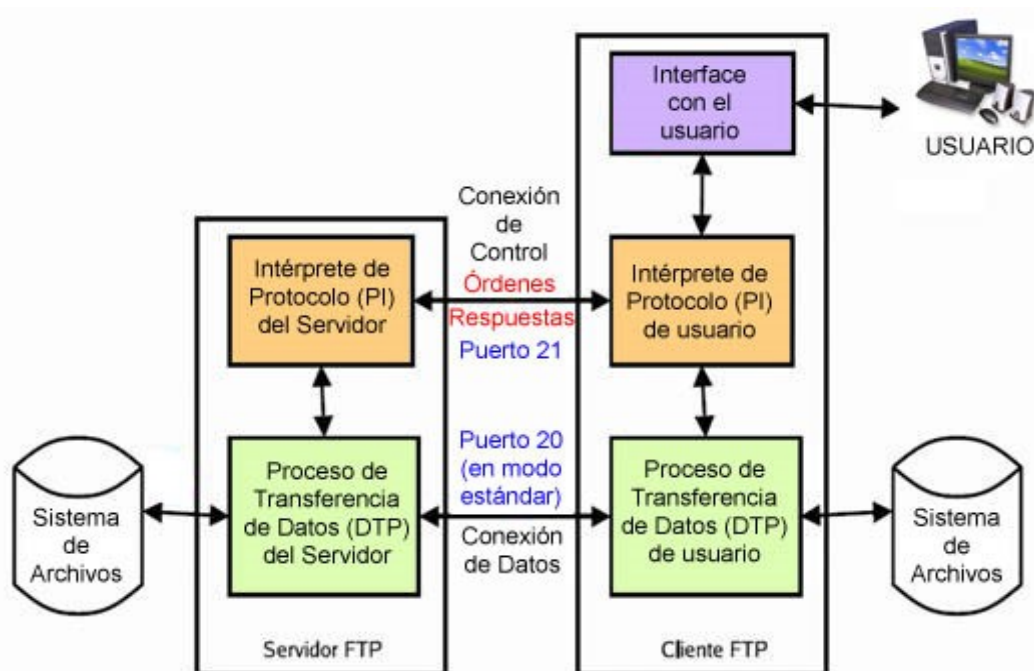 Interface
con el
usuario
USUARIO
Conexión
de
Control
Órdenes
Respuestas
Puerto 21
Intérprete de
Protocolo (PI)
del Servidor
Intérprete de
Protocolo (PI)
de usuario
Puerto 20
(en modo
estándar)
Conexión
de Datos
Sistema
de
Archivos
Proceso de
Transferencia
de Datos (DTP)
del Servidor
Proceso de
Transferencia
de Datos (DTP)
de usuario
Sistema
de
Archivos
Servidor FTP
Cliente FTP